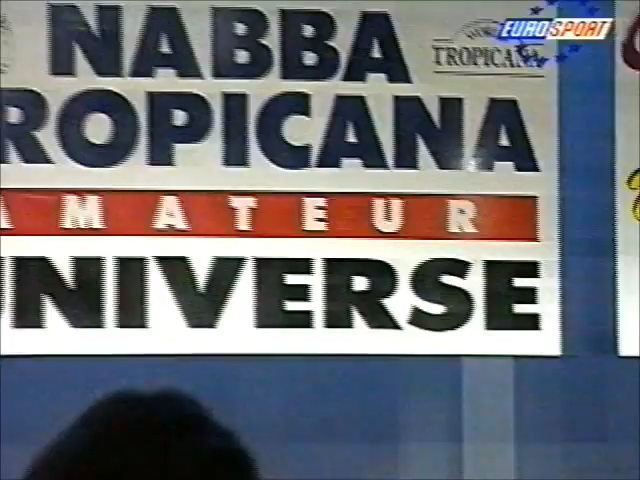 NABBA
TROPICANA
EUROSPORT
ROPICANA
AMATEUR
NIVERSE